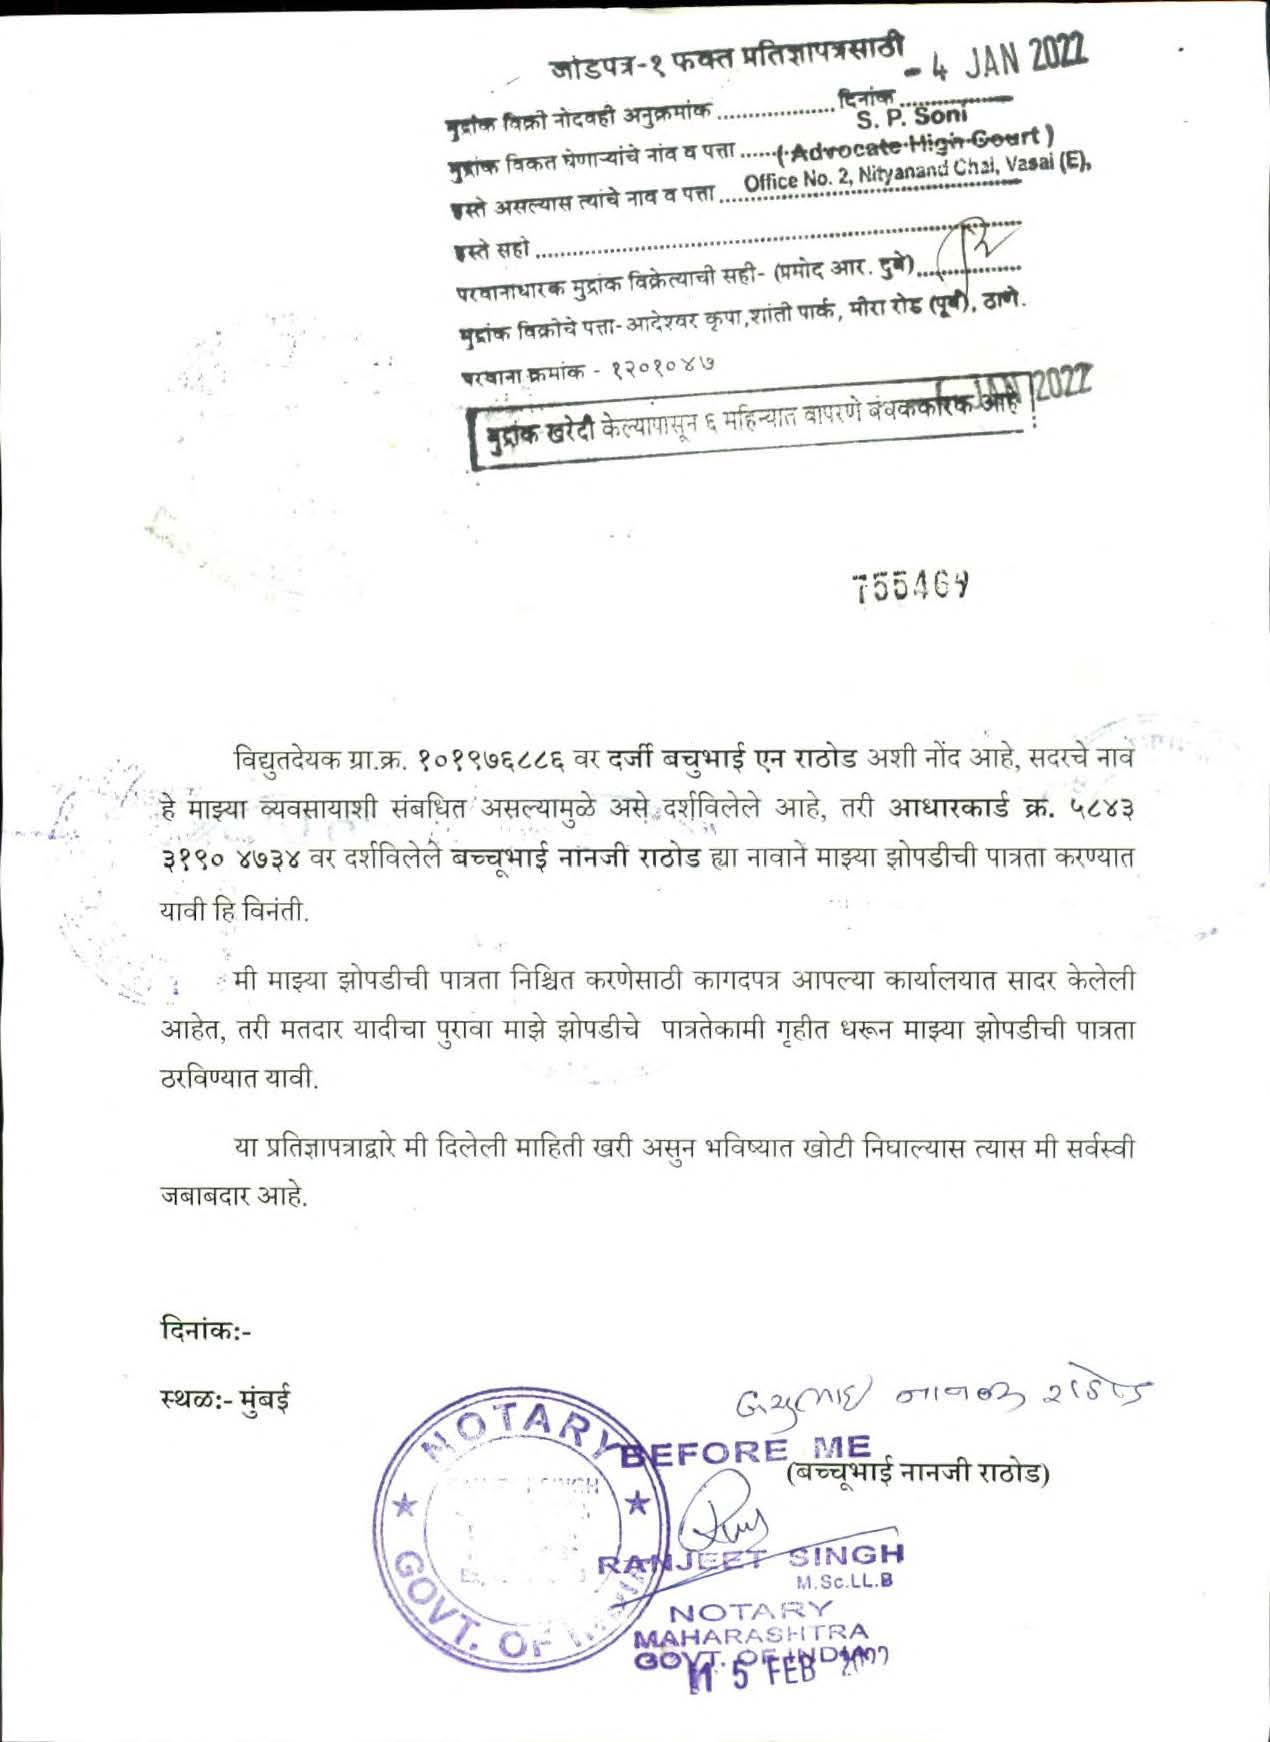 जोडपत्र-१ फक्त प्रतिज्ञापत्रसाठी
- 4 JAN 2022
मुद्रांक विक्री नोदवही अनुक्रमांक .................... दिनांक ................
S. P. Soni
मुद्रांक विकत घेणाऱ्यांचे नांव व पत्ता ...... ( Advocate High Court )
Office No. 2, Nityanand Chai, Vasai (E),
हस्ते असल्यास त्यांचे नाव व पत्ता ..........
हस्ते सही ..........
परवानाधारक मुद्रांक विक्रेत्याची सही- (प्रमोद आर. दुबे)..........
मुद्रांक विक्रीचे पत्ता-आदेश्वर कृपा,शांती पार्क, मीरा रोड (पूर्व), ठाणे.
परवाना क्रमांक - १२०१०४७
JAN 2022
मुद्रांक खरेदी केल्यापासून ६ महिन्यात वापरणे बंधककारक आहे
विद्युतदेयक ग्रा.क्र. १०१९७६८८६ वर दर्जी बचुभाई एन राठोड अशी नोंद आहे, सदरचे नाव
हे माझ्या व्यवसायाशी संबधित असल्यामुळे असे दर्शविलेले आहे, तरी आधारकार्ड क्र. ५८४३
३१९० ४७३४ वर दर्शविलेले बच्चूभाई नानजी राठोड ह्या नावाने माझ्या झोपडीची पात्रता करण्यात
यावी हि विनंती.
मी माझ्या झोपडीची पात्रता निश्चित करणेसाठी कागदपत्र आपल्या कार्यालयात सादर केलेली
आहेत, तरी मतदार यादीचा पुरावा माझे झोपडीचे पात्रतेकामी गृहीत धरून माझ्या झोपडीची पात्रता
ठरविण्यात यावी.
या प्रतिज्ञापत्राद्वारे मी दिलेली माहिती खरी असुन भविष्यात खोटी निघाल्यास त्यास मी सर्वस्वी
जबाबदार आहे.
दिनांक:-
स्थळ:- मुंबई
NOTARY
GOVT. OF
BEFORE ME
(बच्चूभाई नानजी राठोड)
RANJEET SINGH
M.Sc.LL.B
NOTARY
MAHARASHTRA
GOVT. OF INDIA
15 FEB 2022